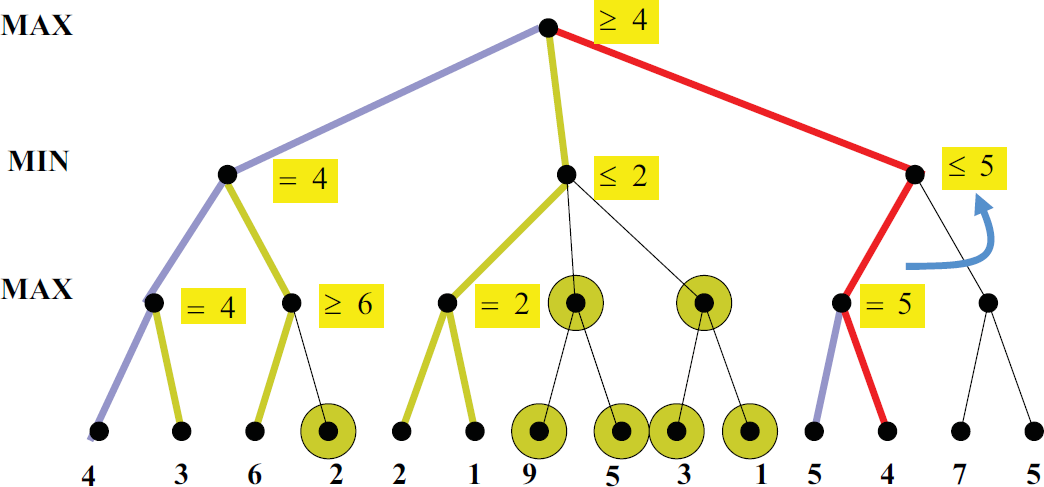 MAX ≥ 4
MIN = 4 ≤ 2 ≤ 5
MAX = 4 ≥ 6 = 2 = 5
4 3 6 2 2 1 9 5 3 1 5 4 7 5